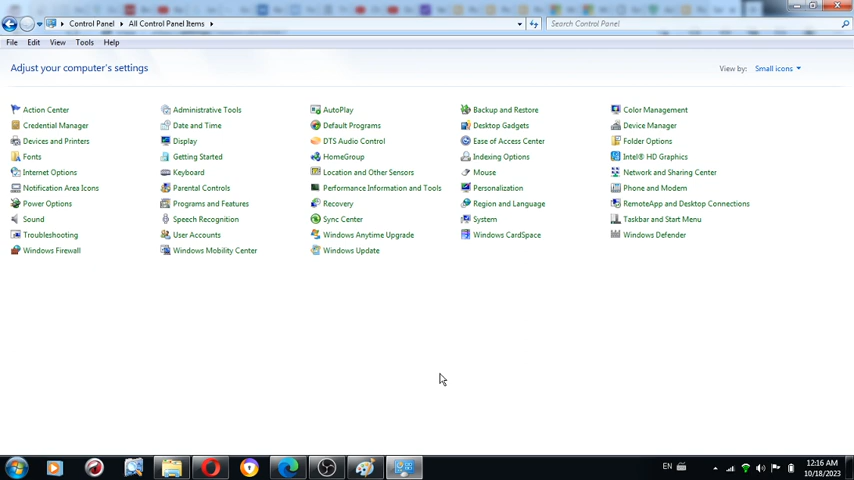 Control Panel ▸ All Control Panel Items ▸
Search Control Panel
File Edit View Tools Help
Adjust your computer's settings
View by: Small icons
Action Center Administrative Tools AutoPlay Backup and Restore Color Management
Credential Manager Date and Time Default Programs Desktop Gadgets Device Manager
Devices and Printers Display DTS Audio Control Ease of Access Center Folder Options
Fonts Getting Started HomeGroup Indexing Options Intel® HD Graphics
Internet Options Keyboard Location and Other Sensors Mouse Network and Sharing Center
Notification Area Icons Parental Controls Performance Information and Tools Personalization Phone and Modem
Power Options Programs and Features Recovery Region and Language RemoteApp and Desktop Connections
Sound Speech Recognition Sync Center System Taskbar and Start Menu
Troubleshooting User Accounts Windows Anytime Upgrade Windows CardSpace Windows Defender
Windows Firewall Windows Mobility Center Windows Update
EN
12:16 AM
10/18/2023